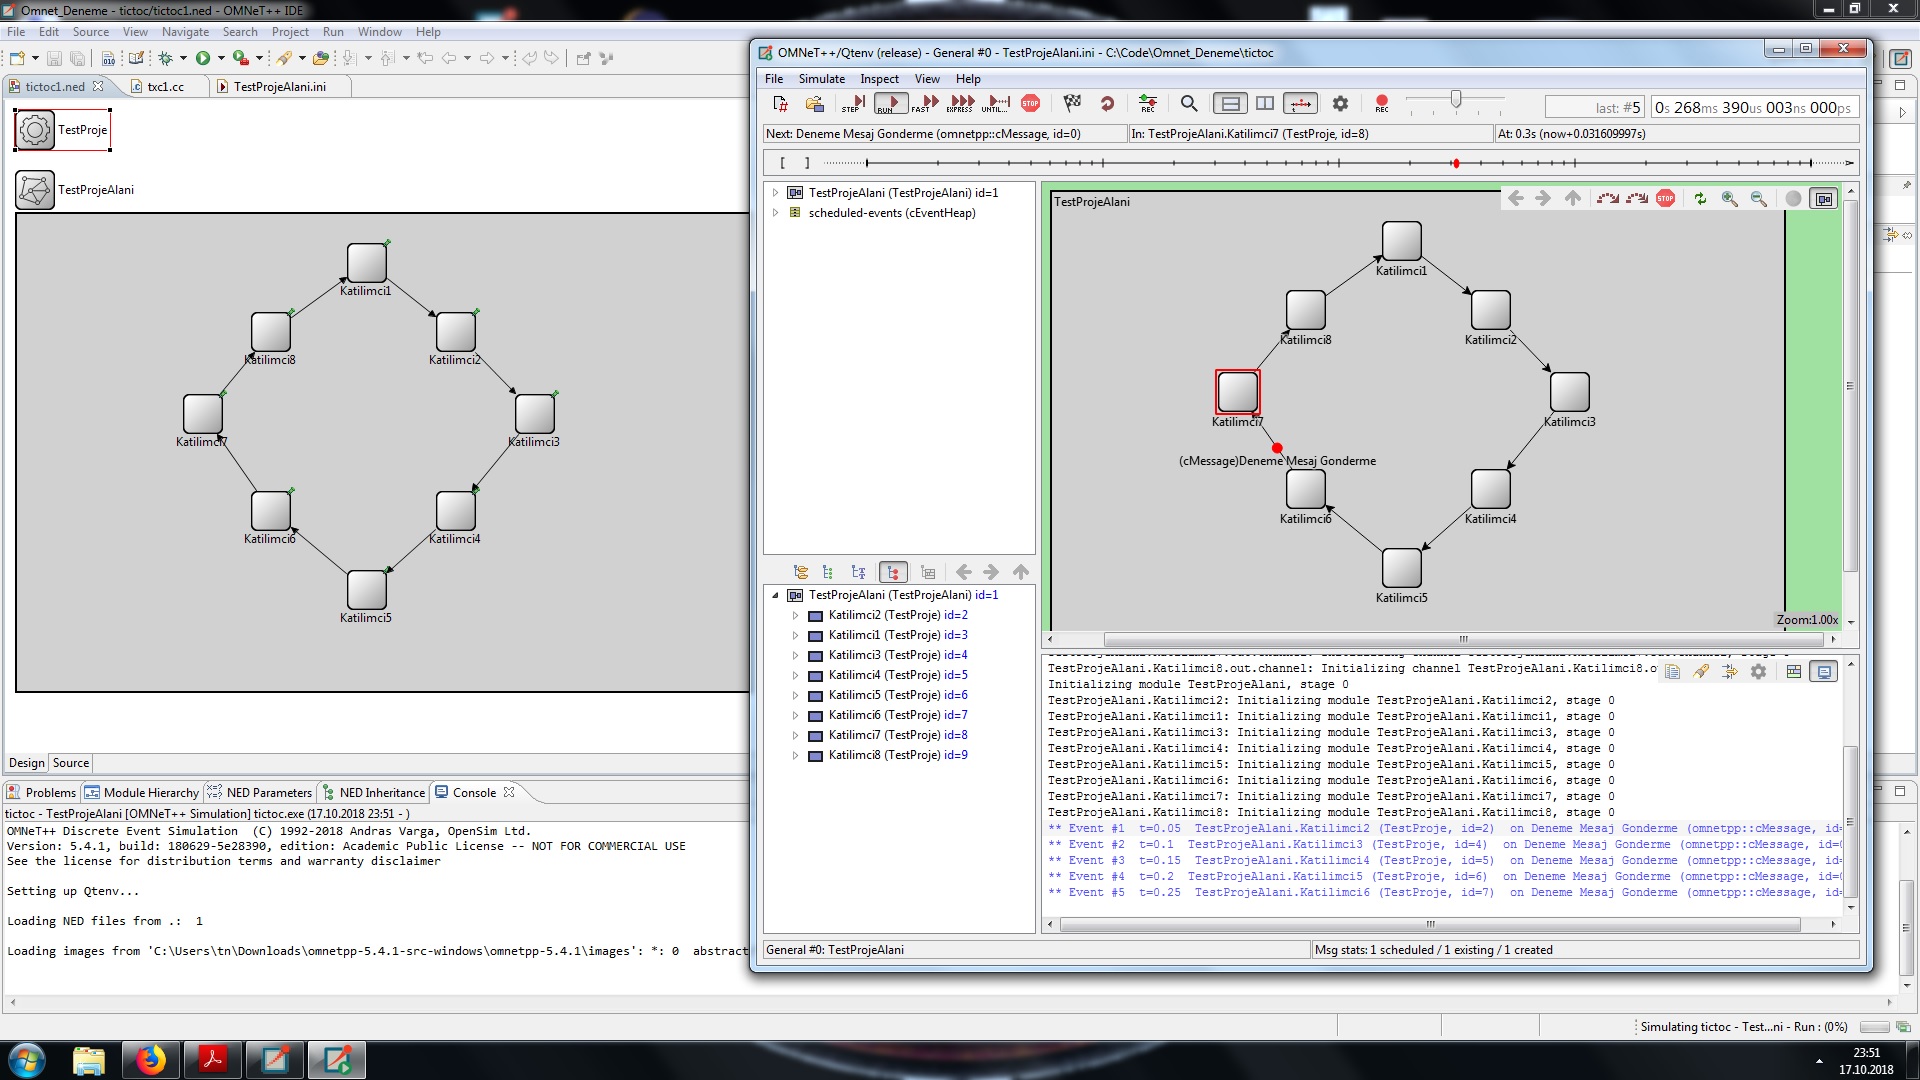 Omnet_Deneme - tictoc/tictoc1.ned - OMNeT++ IDE
File Edit Source View Navigate Search Project Run Window Help
tictoc1.ned txc1.cc TestProjeAlani.ini
TestProje
TestProjeAlani
Katilimci1
Katilimci8
Katilimci2
Katilimci7
Katilimci3
Katilimci6
Katilimci4
Katilimci5
Design Source
Problems Module Hierarchy NED Parameters NED Inheritance Console
tictoc - TestProjeAlani [OMNeT++ Simulation] tictoc.exe (17.10.2018 23:51 - )
OMNeT++ Discrete Event Simulation (C) 1992-2018 Andras Varga, OpenSim Ltd.
Version: 5.4.1, build: 180629-5e28390, edition: Academic Public License -- NOT FOR COMMERCIAL USE
See the license for distribution terms and warranty disclaimer
Setting up Qtenv...
Loading NED files from .: 1
Loading images from 'C:\Users\tn\Downloads\omnetpp-5.4.1-src-windows\omnetpp-5.4.1\images': *: 0 abstract
OMNeT++/Qtenv (release) - General #0 - TestProjeAlani.ini - C:\Code\Omnet_Deneme\tictoc
File Simulate Inspect View Help
STEP RUN FAST EXPRESS UNTIL... STOP REC REC
last: #5 0s 268ms 390us 003ns 000ps
Next: Deneme Mesaj Gonderme (omnetpp::cMessage, id=0) In: TestProjeAlani.Katilimci7 (TestProje, id=8) At: 0.3s (now+0.031609997s)
TestProjeAlani (TestProjeAlani) id=1
scheduled-events (cEventHeap)
TestProjeAlani (TestProjeAlani) id=1
Katilimci2 (TestProje) id=2
Katilimci1 (TestProje) id=3
Katilimci3 (TestProje) id=4
Katilimci4 (TestProje) id=5
Katilimci5 (TestProje) id=6
Katilimci6 (TestProje) id=7
Katilimci7 (TestProje) id=8
Katilimci8 (TestProje) id=9
TestProjeAlani
STOP
Katilimci1
Katilimci8
Katilimci2
Katilimci7
Katilimci3
(cMessage)Deneme Mesaj Gonderme
Katilimci6
Katilimci4
Katilimci5
Zoom:1.00x
TestProjeAlani.Katilimci8.out.channel: Initializing channel TestProjeAlani.Katilimci8.o
Initializing module TestProjeAlani, stage 0
TestProjeAlani.Katilimci2: Initializing module TestProjeAlani.Katilimci2, stage 0
TestProjeAlani.Katilimci1: Initializing module TestProjeAlani.Katilimci1, stage 0
TestProjeAlani.Katilimci3: Initializing module TestProjeAlani.Katilimci3, stage 0
TestProjeAlani.Katilimci4: Initializing module TestProjeAlani.Katilimci4, stage 0
TestProjeAlani.Katilimci5: Initializing module TestProjeAlani.Katilimci5, stage 0
TestProjeAlani.Katilimci6: Initializing module TestProjeAlani.Katilimci6, stage 0
TestProjeAlani.Katilimci7: Initializing module TestProjeAlani.Katilimci7, stage 0
TestProjeAlani.Katilimci8: Initializing module TestProjeAlani.Katilimci8, stage 0
** Event #1 t=0.05 TestProjeAlani.Katilimci2 (TestProje, id=2) on Deneme Mesaj Gonderme (omnetpp::cMessage, id=
** Event #2 t=0.1 TestProjeAlani.Katilimci3 (TestProje, id=4) on Deneme Mesaj Gonderme (omnetpp::cMessage, id=
** Event #3 t=0.15 TestProjeAlani.Katilimci4 (TestProje, id=5) on Deneme Mesaj Gonderme (omnetpp::cMessage, id=
** Event #4 t=0.2 TestProjeAlani.Katilimci5 (TestProje, id=6) on Deneme Mesaj Gonderme (omnetpp::cMessage, id=
** Event #5 t=0.25 TestProjeAlani.Katilimci6 (TestProje, id=7) on Deneme Mesaj Gonderme (omnetpp::cMessage, id=
General #0: TestProjeAlani Msg stats: 1 scheduled / 1 existing / 1 created
Simulating tictoc - Test...ni - Run : (0%)
23:51
17.10.2018